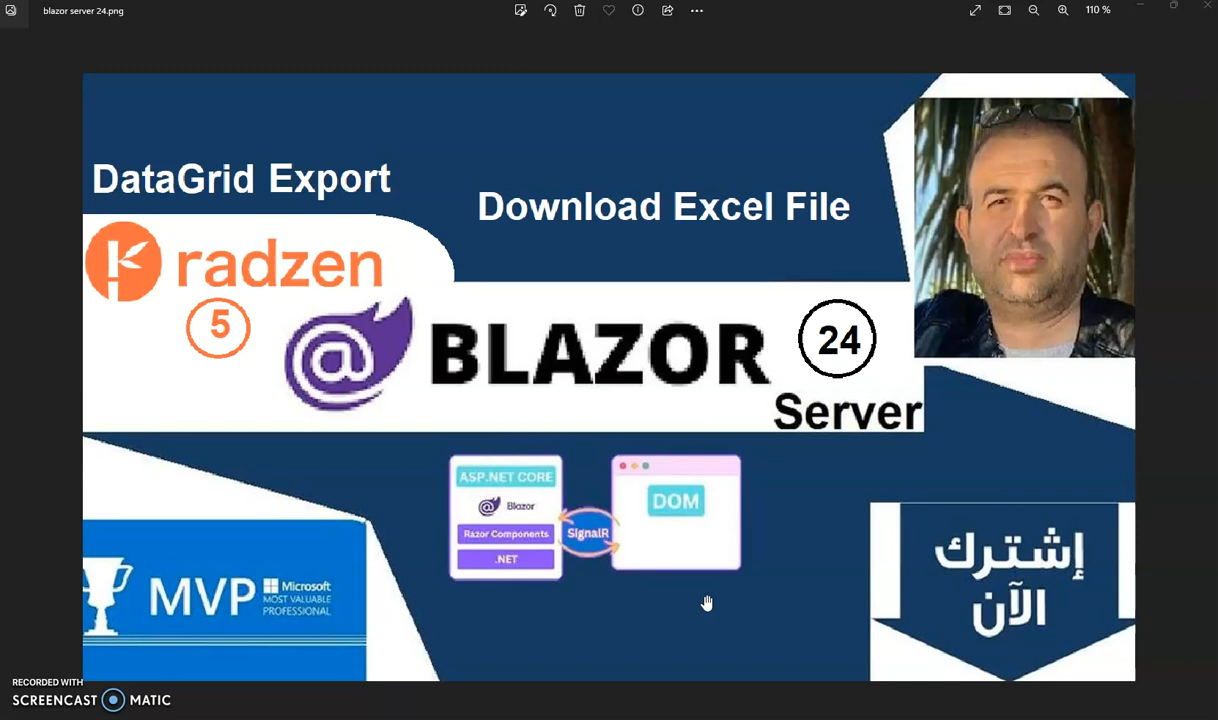 blazor server 24.png
110 %
DataGrid Export
Download Excel File
radzen
5
BLAZOR
24
Server
ASP.NET CORE
Blazor
Razor Components
.NET
SignalR
DOM
MVP
Microsoft
MOST VALUABLE
PROFESSIONAL
إشترك
الآن
RECORDED WITH
SCREENCAST MATIC